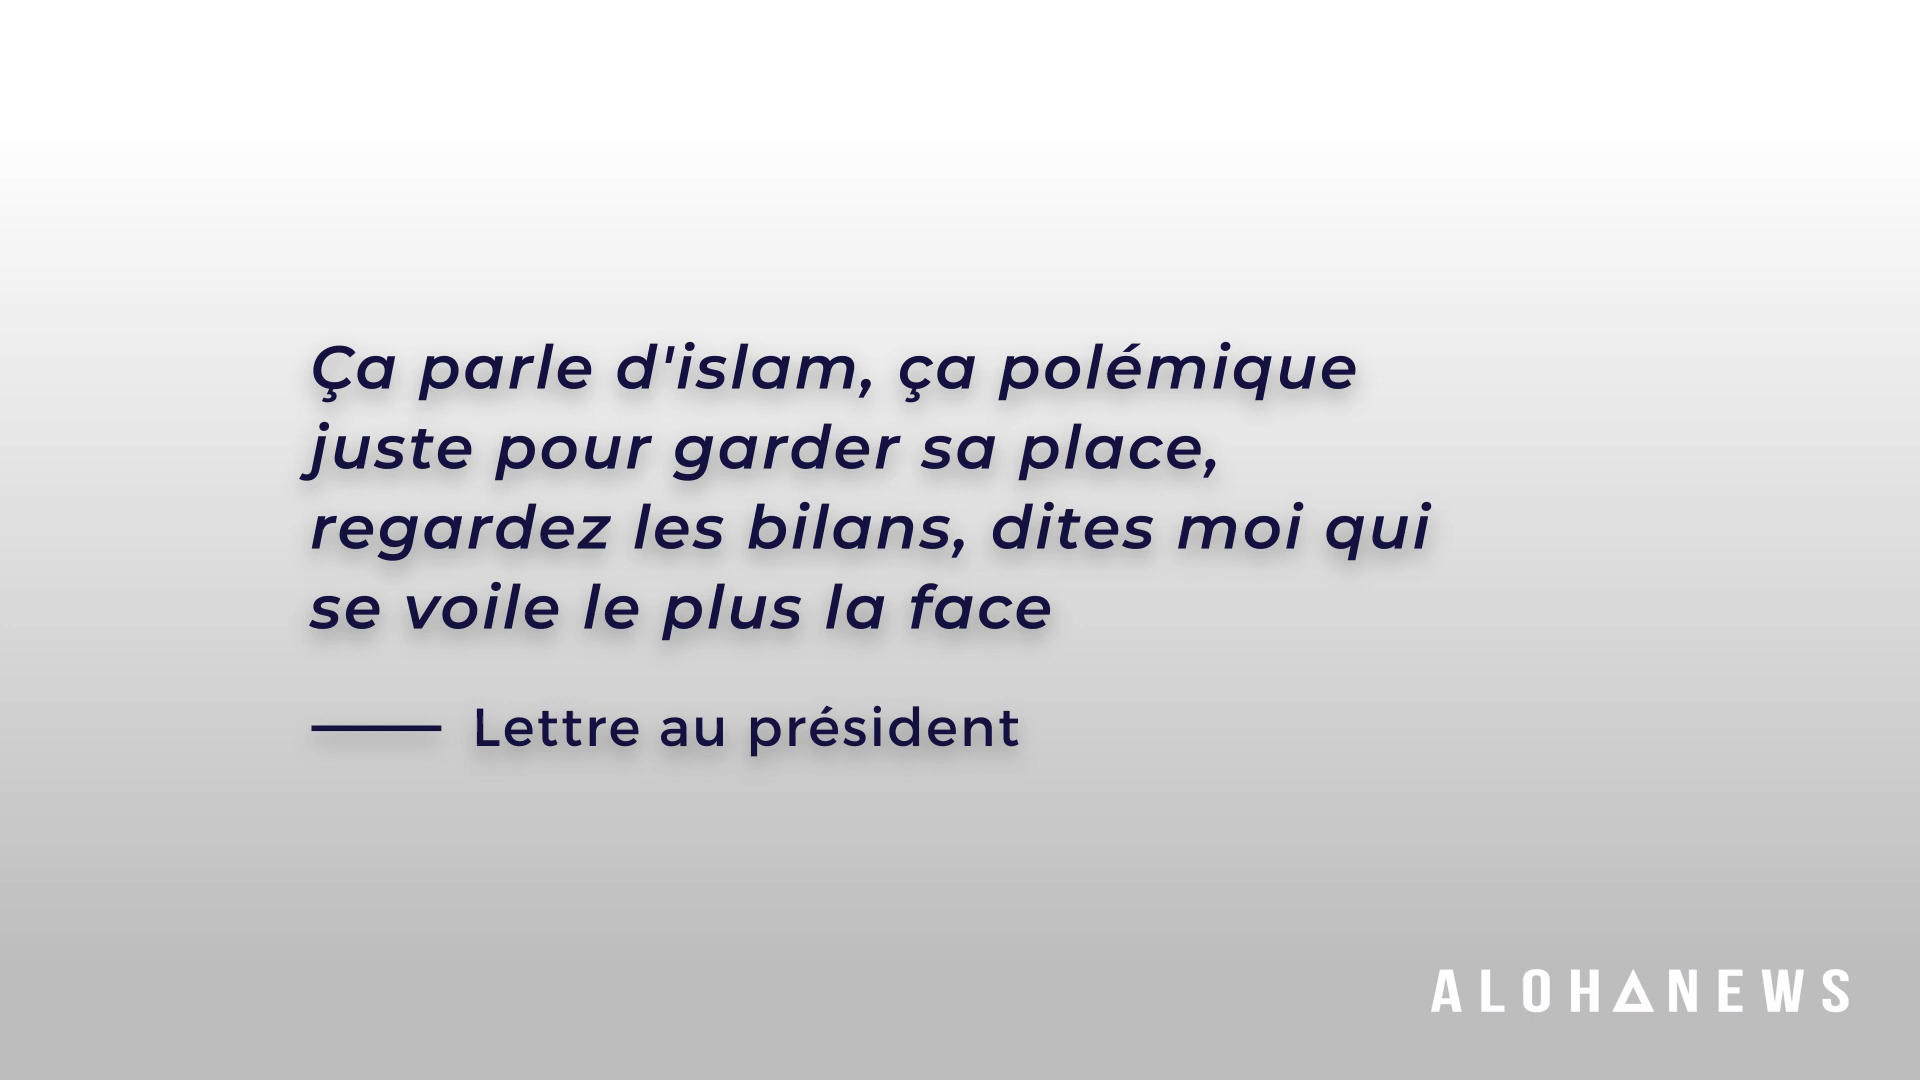 Ça parle d'islam, ça polémique
juste pour garder sa place,
regardez les bilans, dites moi qui
se voile le plus la face
Lettre au président
ALOHANEWS